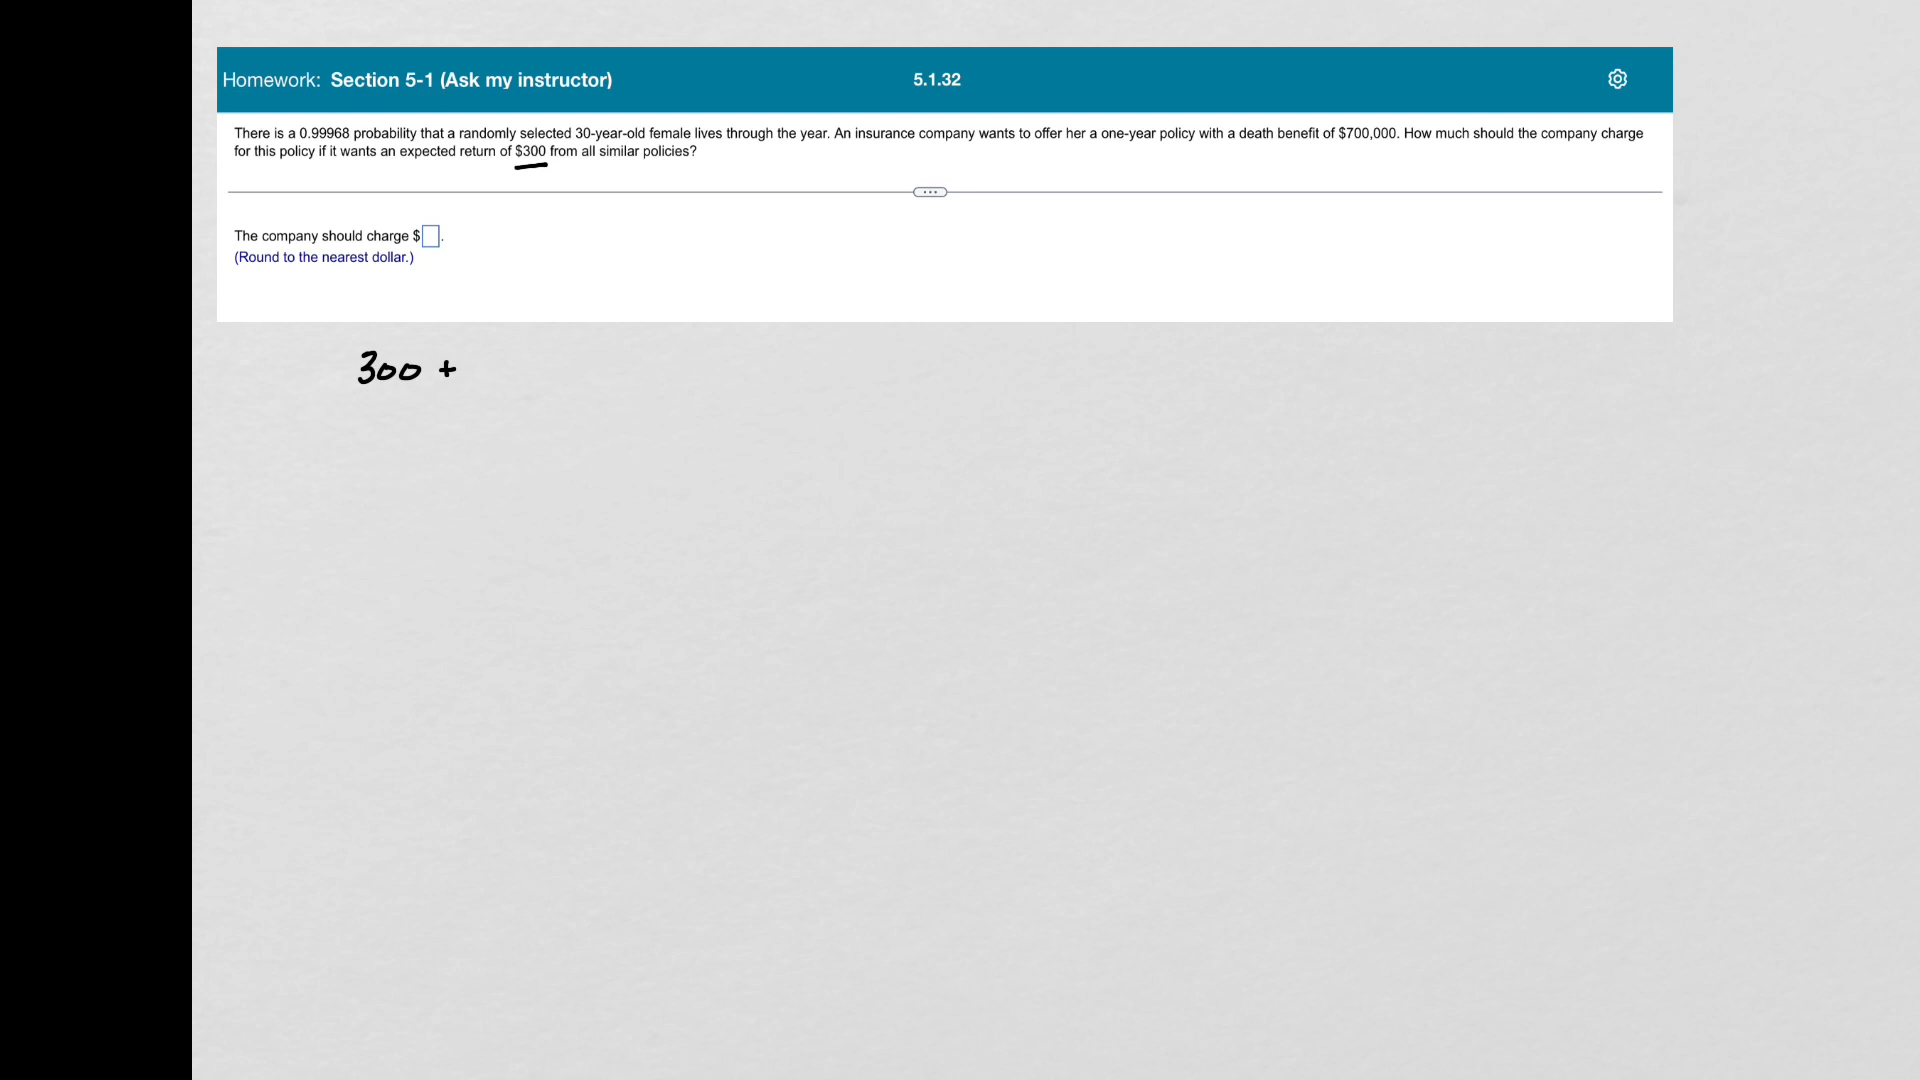 Homework: Section 5-1 (Ask my instructor) 5.1.32
There is a 0.99968 probability that a randomly selected 30-year-old female lives through the year. An insurance company wants to offer her a one-year policy with a death benefit of $700,000. How much should the company charge
for this policy if it wants an expected return of $300 from all similar policies?
The company should charge $ .
(Round to the nearest dollar.)
300 +